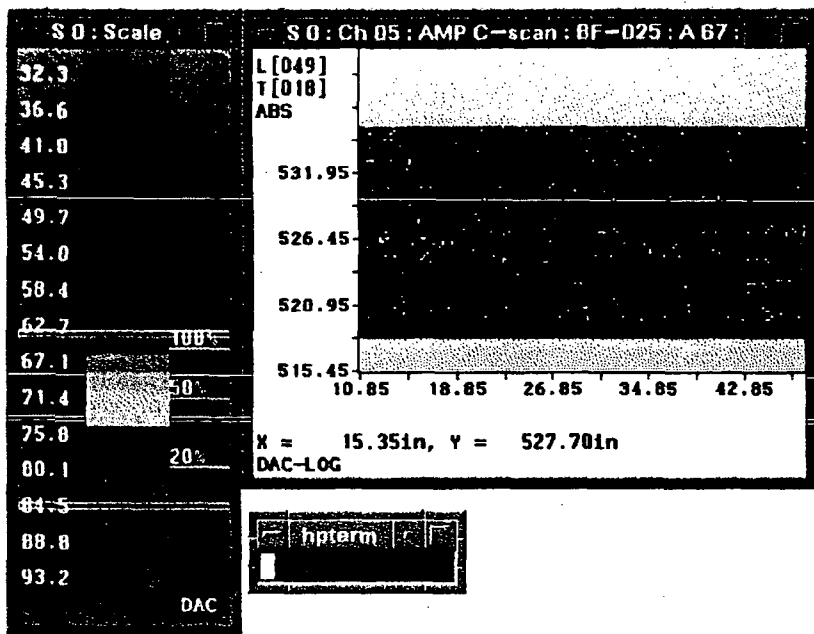 S 0 : Scale
32.3
36.6
41.0
45.3
49.7
54.0
58.4
62.7
100%
67.1
50%
71.4
75.8
20%
80.1
84.5
88.8
93.2
DAC
S 0 : Ch 05 : AMP C-scan : BF-025 : A 67 :
L[049]
T[018]
ABS
531.95
526.45
520.95
515.45
10.85 18.85 26.85 34.85 42.85
X = 15.35in, Y = 527.70in
DAC-LOG
hpterm